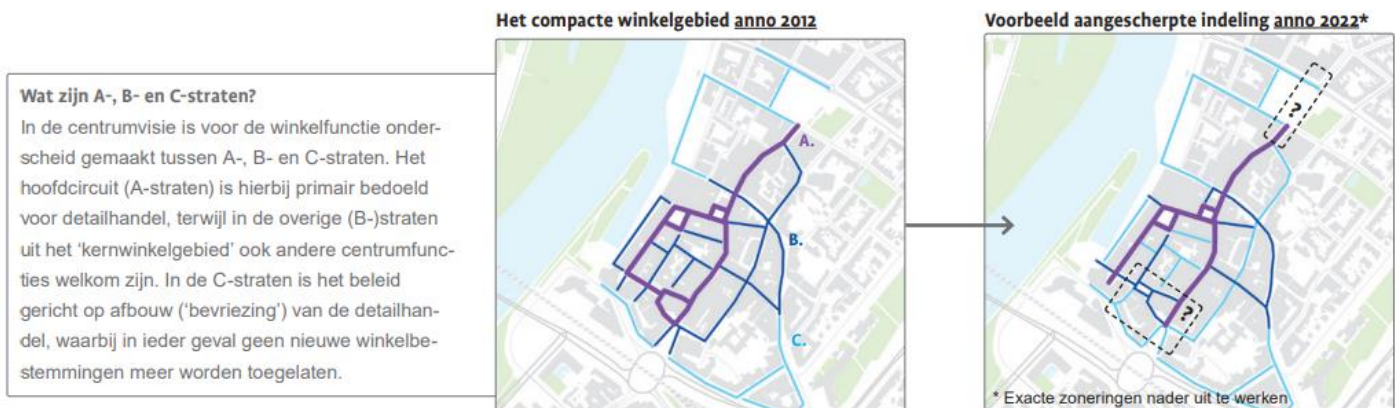 Wat zijn A-, B- en C-straten?
In de centrumvisie is voor de winkelfunctie onder-
scheid gemaakt tussen A-, B- en C-straten. Het
hoofdcircuit (A-straten) is hierbij primair bedoeld
voor detailhandel, terwijl in de overige (B-)straten
uit het ‘kernwinkelgebied’ ook andere centrumfunc-
ties welkom zijn. In de C-straten is het beleid
gericht op afbouw (‘bevriezing’) van de detailhan-
del, waarbij in ieder geval geen nieuwe winkelbe-
stemmingen meer worden toegelaten.
Het compacte winkelgebied anno 2012
A.
B.
C.
Voorbeeld aangescherpte indeling anno 2022*
?
?
* Exacte zoneringen nader uit te werken